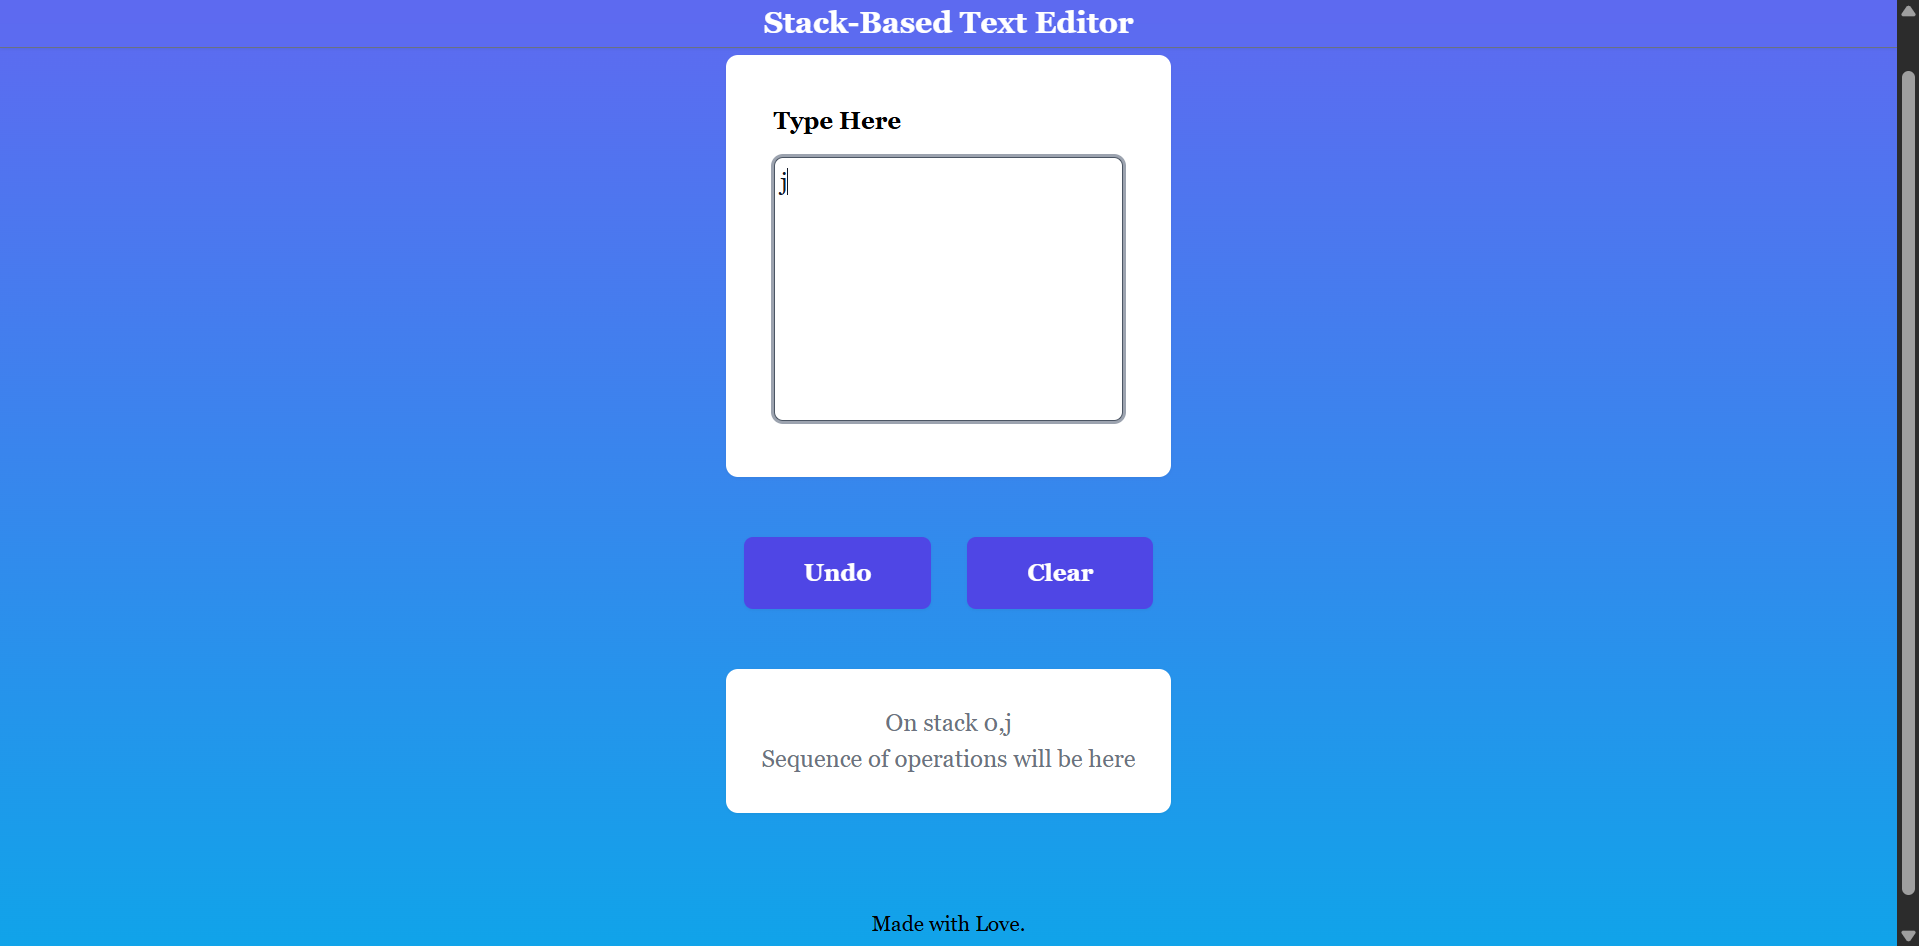 Stack-Based Text Editor
Type Here
j
Undo
Clear
On stack 0,j
Sequence of operations will be here
Made with Love.